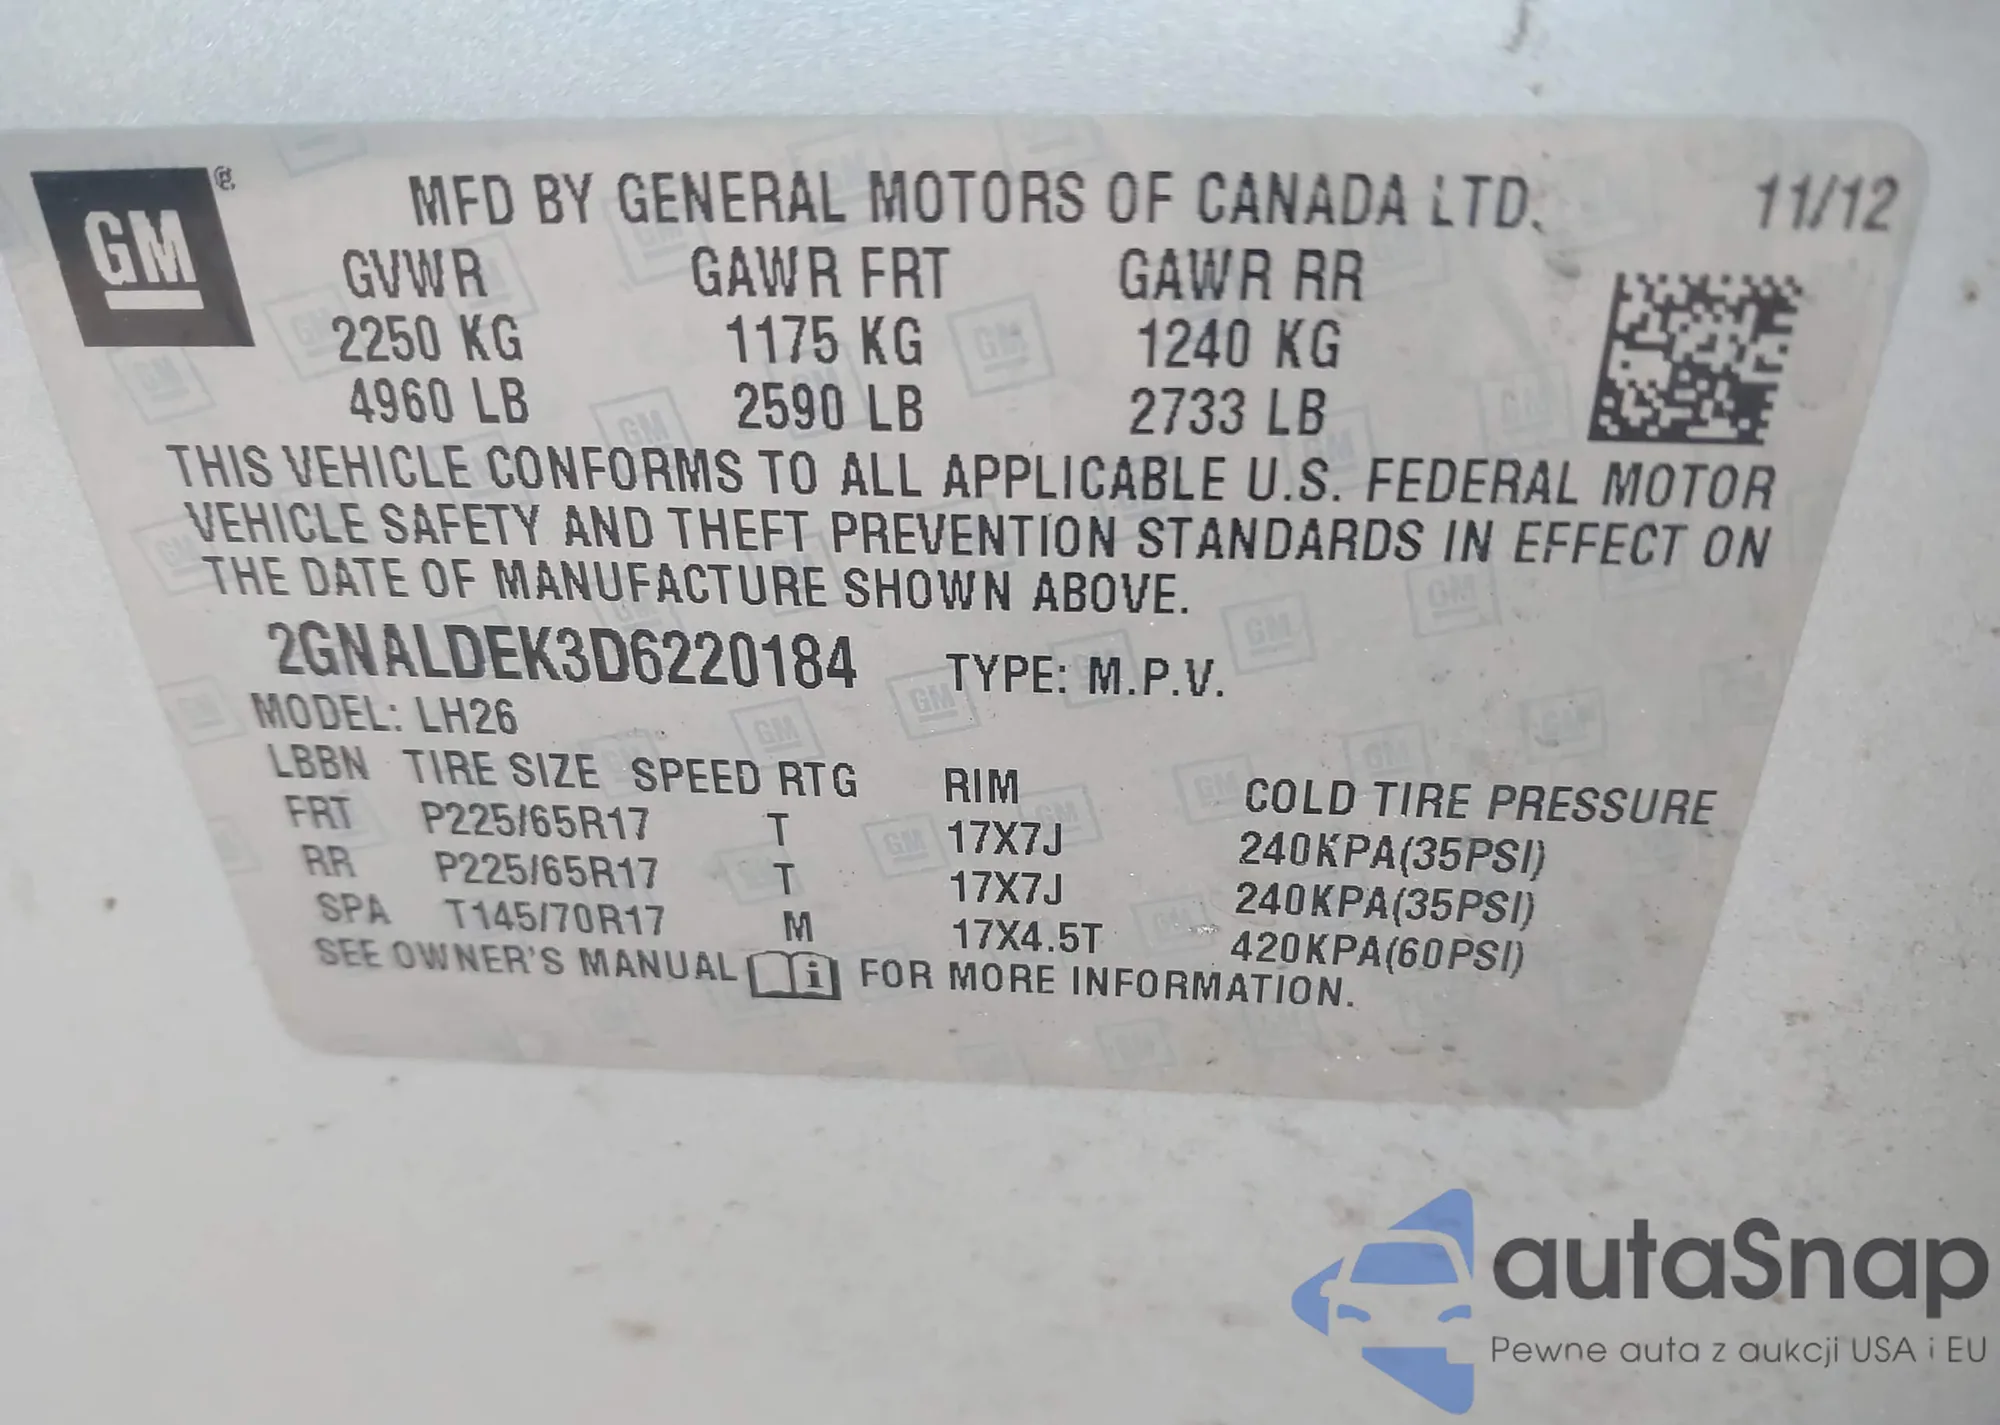 GM ®
MFD BY GENERAL MOTORS OF CANADA LTD. 11/12
GVWR GAWR FRT GAWR RR
2250 KG 1175 KG 1240 KG
4960 LB 2590 LB 2733 LB
THIS VEHICLE CONFORMS TO ALL APPLICABLE U.S. FEDERAL MOTOR
VEHICLE SAFETY AND THEFT PREVENTION STANDARDS IN EFFECT ON
THE DATE OF MANUFACTURE SHOWN ABOVE.
2GNALDEK3D6220184 TYPE: M.P.V.
MODEL: LH26
LBBN TIRE SIZE SPEED RTG RIM COLD TIRE PRESSURE
FRT P225/65R17 T 17X7J 240KPA(35PSI)
RR P225/65R17 T 17X7J 240KPA(35PSI)
SPA T145/70R17 M 17X4.5T 420KPA(60PSI)
SEE OWNER'S MANUAL i FOR MORE INFORMATION.
autaSnap
Pewne auta z aukcji USA i EU